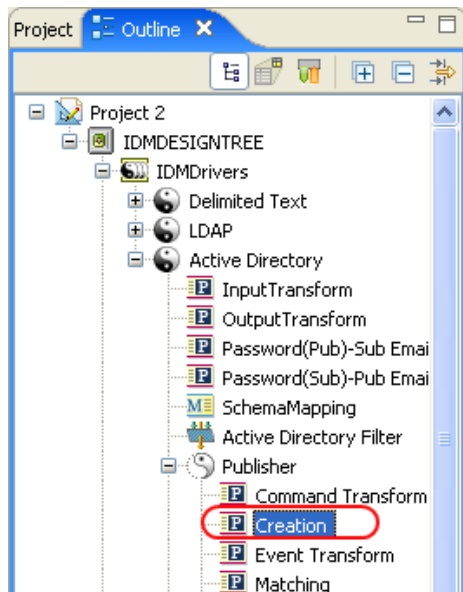 Project Outline
Project 2
IDMDESIGNTREE
IDMDrivers
Delimited Text
LDAP
Active Directory
P InputTransform
P OutputTransform
P Password(Pub)-Sub Emai
P Password(Sub)-Pub Emai
M SchemaMapping
Active Directory Filter
Publisher
P Command Transform
P Creation
P Event Transform
P Matching